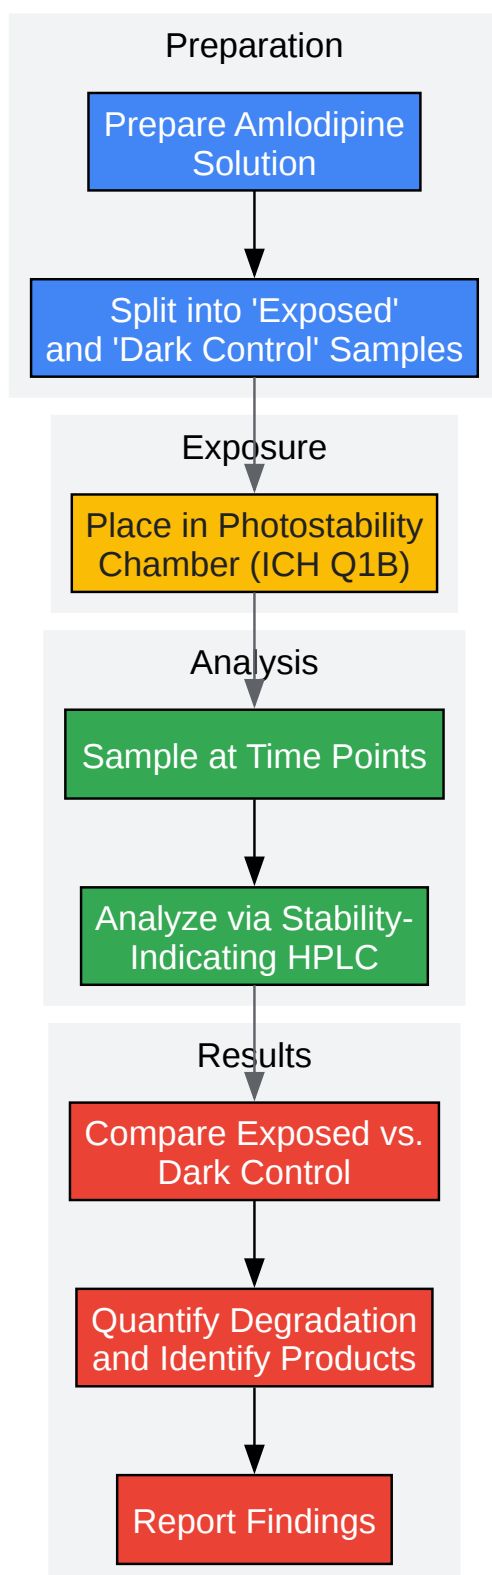 Preparation
Prepare Amlodipine
Solution
Split into 'Exposed'
and 'Dark Control' Samples
Exposure
Place in Photostability
Chamber (ICH Q1B)
Analysis
Sample at Time Points
Analyze via Stability-
Indicating HPLC
Results
Compare Exposed vs.
Dark Control
Quantify Degradation
and Identify Products
Report Findings